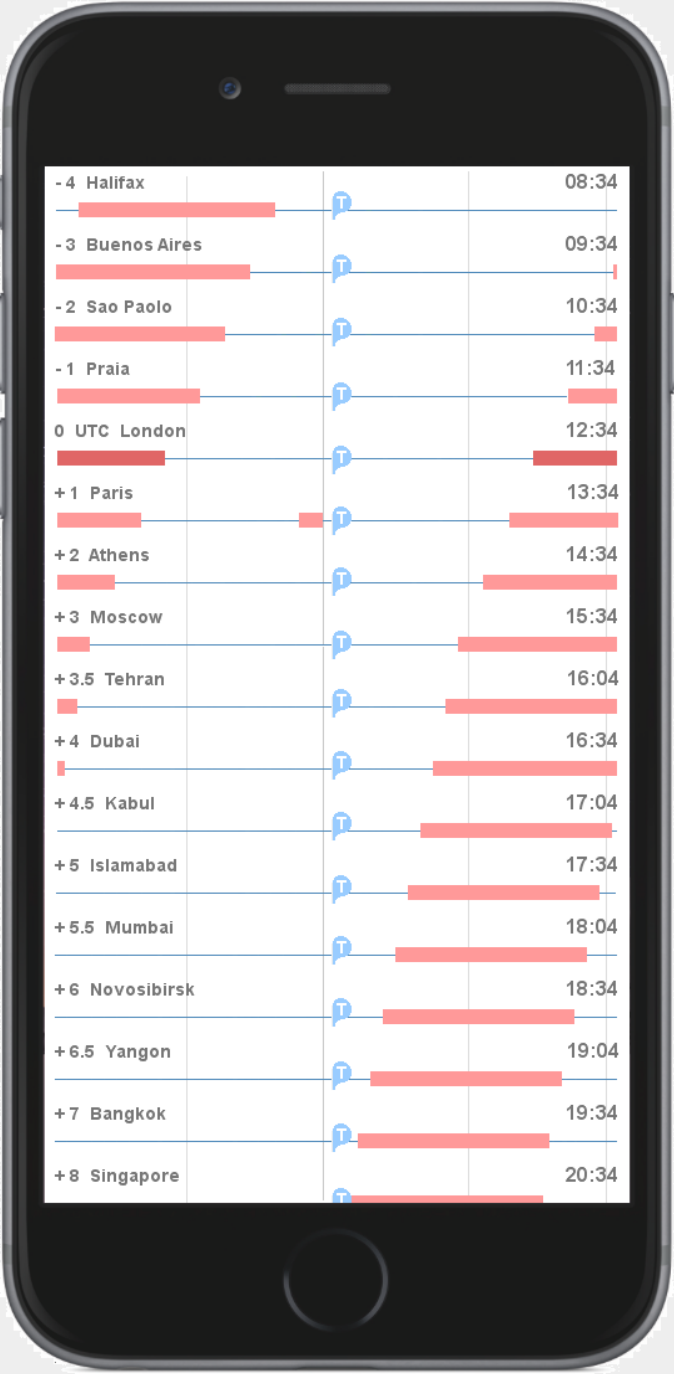 - 4 Halifax 08:34
T
- 3 Buenos Aires 09:34
T
- 2 Sao Paolo 10:34
T
- 1 Praia 11:34
T
0 UTC London 12:34
T
+ 1 Paris 13:34
T
+ 2 Athens 14:34
T
+ 3 Moscow 15:34
T
+ 3.5 Tehran 16:04
T
+ 4 Dubai 16:34
T
+ 4.5 Kabul 17:04
T
+ 5 Islamabad 17:34
T
+ 5.5 Mumbai 18:04
T
+ 6 Novosibirsk 18:34
T
+ 6.5 Yangon 19:04
T
+ 7 Bangkok 19:34
T
+ 8 Singapore 20:34
T